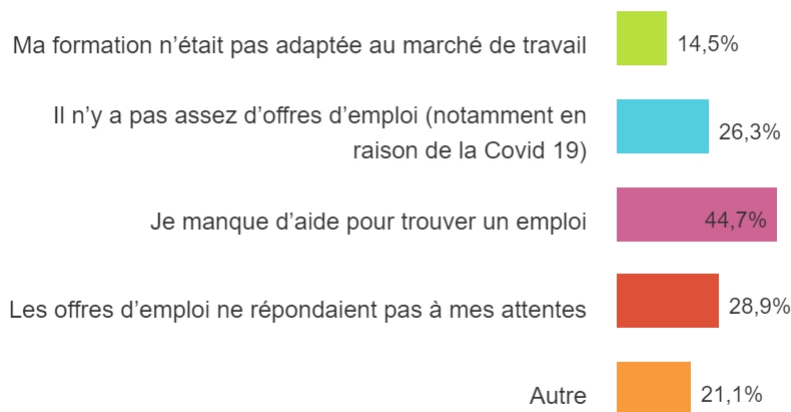 Ma formation n’était pas adaptée au marché de travail
14,5%
Il n’y a pas assez d’offres d’emploi (notamment en
raison de la Covid 19)
26,3%
Je manque d’aide pour trouver un emploi
44,7%
Les offres d’emploi ne répondaient pas à mes attentes
28,9%
Autre
21,1%